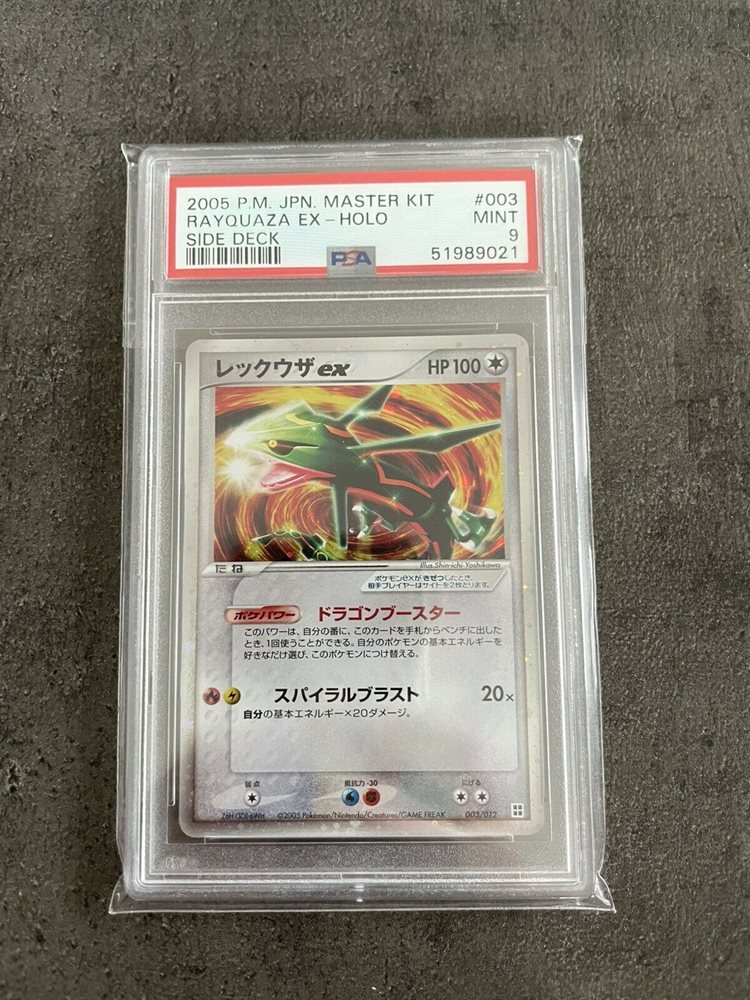 2005 P.M. JPN. MASTER KIT #003
RAYQUAZA EX-HOLO MINT
SIDE DECK 9
PSA 51989021
レックウザex HP100
たね
Illus.Shin-ichi Yoshikawa
ポケモンexがきぜつしたとき、
相手プレイヤーはサイドを2枚とります。
ポケパワー ドラゴンブースター
このパワーは、自分の番に、このカードを手札からベンチに出した
とき、1回使うことができる。自分のポケモンの基本エネルギーを
好きなだけ選び、このポケモンにつけ替える。
スパイラルブラスト 20×
自分の基本エネルギー×20ダメージ。
弱点 抵抗力 -30 にげる
©2005 Pokémon/Nintendo/Creatures/GAME FREAK 003/012